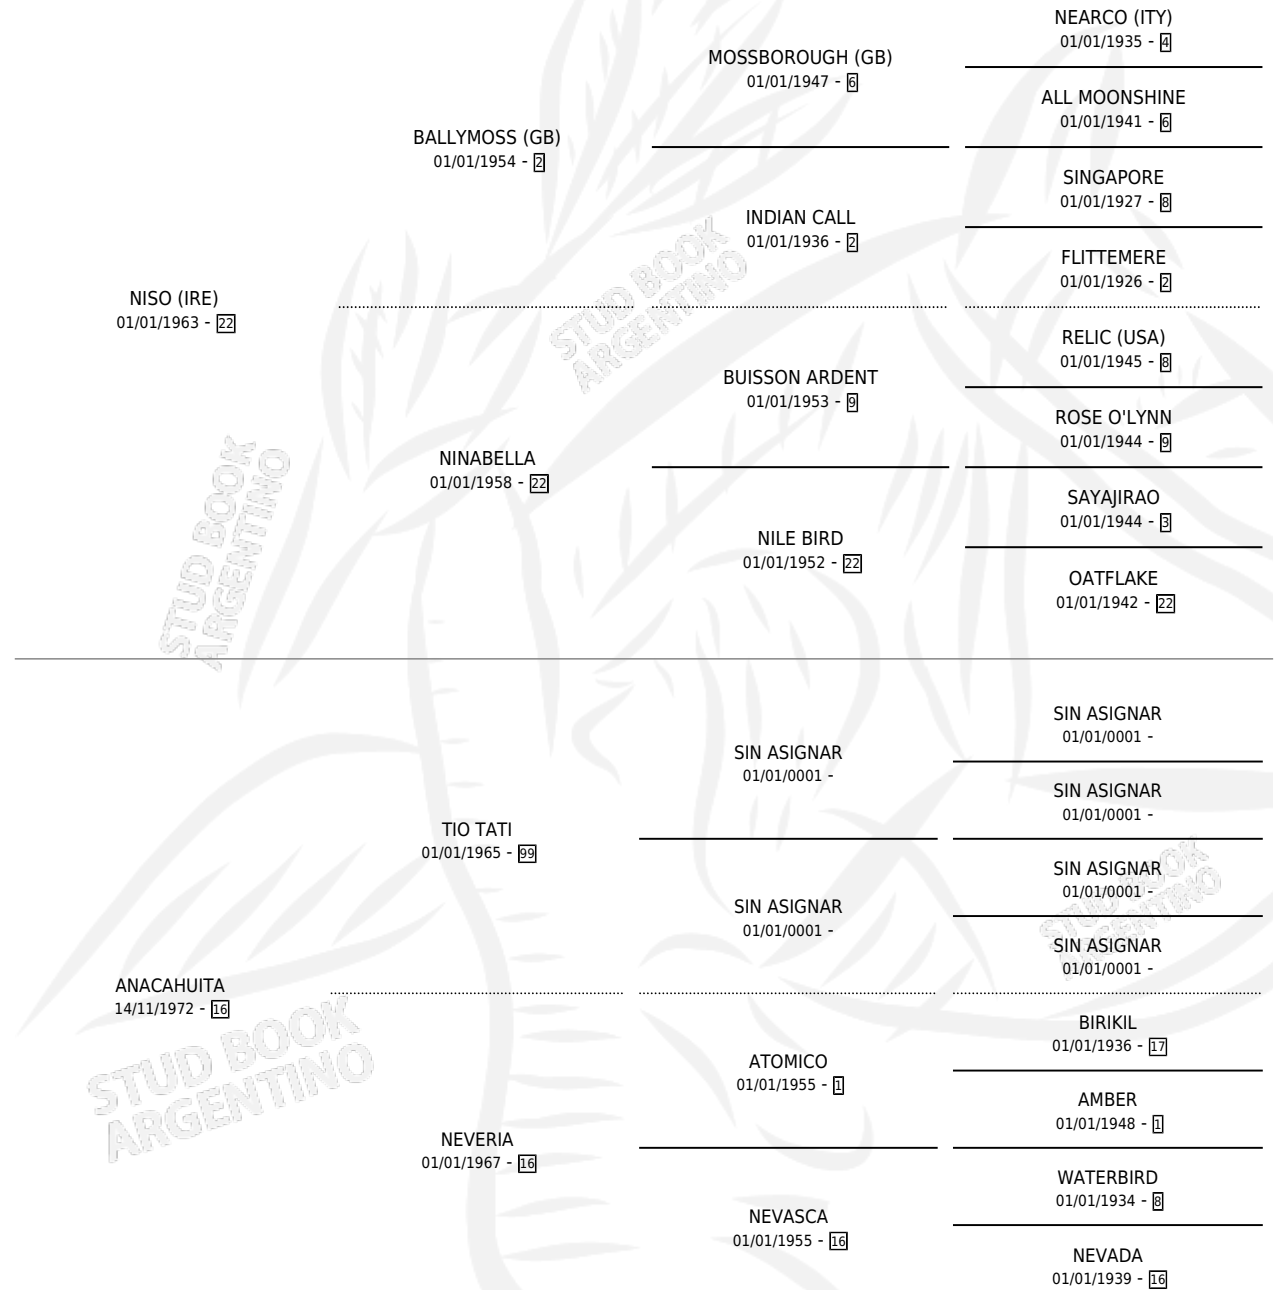 NEARCO (ITY)
01/01/1935 - 4
MOSSBOROUGH (GB)
01/01/1947 - 6
ALL MOONSHINE
01/01/1941 - 6
BALLYMOSS (GB)
01/01/1954 - 2
SINGAPORE
01/01/1927 - 8
INDIAN CALL
01/01/1936 - 2
FLITTEMERE
01/01/1926 - 2
NISO (IRE)
01/01/1963 - 22
RELIC (USA)
01/01/1945 - 8
BUISSON ARDENT
01/01/1953 - 9
ROSE O'LYNN
01/01/1944 - 9
NINABELLA
01/01/1958 - 22
SAYAJIRAO
01/01/1944 - 3
NILE BIRD
01/01/1952 - 22
OATFLAKE
01/01/1942 - 22
SIN ASIGNAR
01/01/0001 -
SIN ASIGNAR
01/01/0001 -
SIN ASIGNAR
01/01/0001 -
TIO TATI
01/01/1965 - 99
SIN ASIGNAR
01/01/0001 -
SIN ASIGNAR
01/01/0001 -
SIN ASIGNAR
01/01/0001 -
ANACAHUITA
14/11/1972 - 16
BIRIKIL
01/01/1936 - 17
ATOMICO
01/01/1955 - 1
AMBER
01/01/1948 - 1
NEVERIA
01/01/1967 - 16
WATERBIRD
01/01/1934 - 8
NEVASCA
01/01/1955 - 16
NEVADA
01/01/1939 - 16
STUD BOOK
ARGENTINO
STUD BOOK
ARGENTINO
STUD BOOK
ARGENTINO
STUD BOOK
ARGENTINO